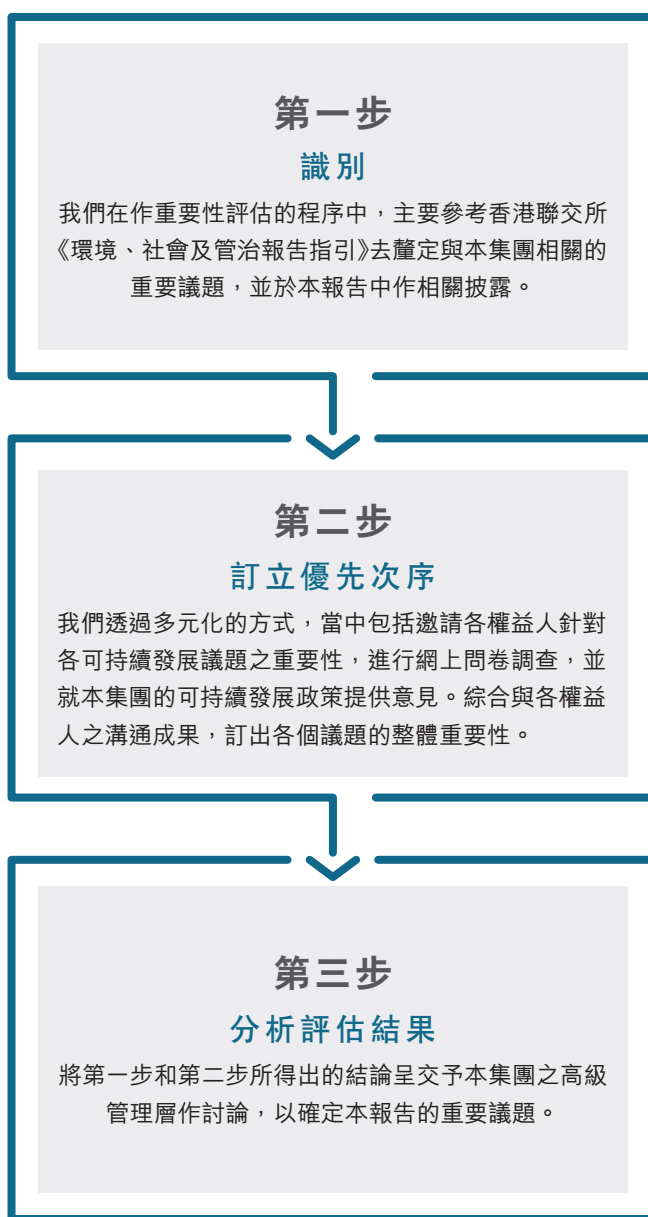 第一步
識別
我們在作重要性評估的程序中，主要參考香港聯交所
《環境、社會及管治報告指引》去釐定與本集團相關的
重要議題，並於本報告中作相關披露。
第二步
訂立優先次序
我們透過多元化的方式，當中包括邀請各權益人針對
各可持續發展議題之重要性，進行網上問卷調查，並
就本集團的可持續發展政策提供意見。綜合與各權益
人之溝通成果，訂出各個議題的整體重要性。
第三步
分析評估結果
將第一步和第二步所得出的結論呈交予本集團之高級
管理層作討論，以確定本報告的重要議題。